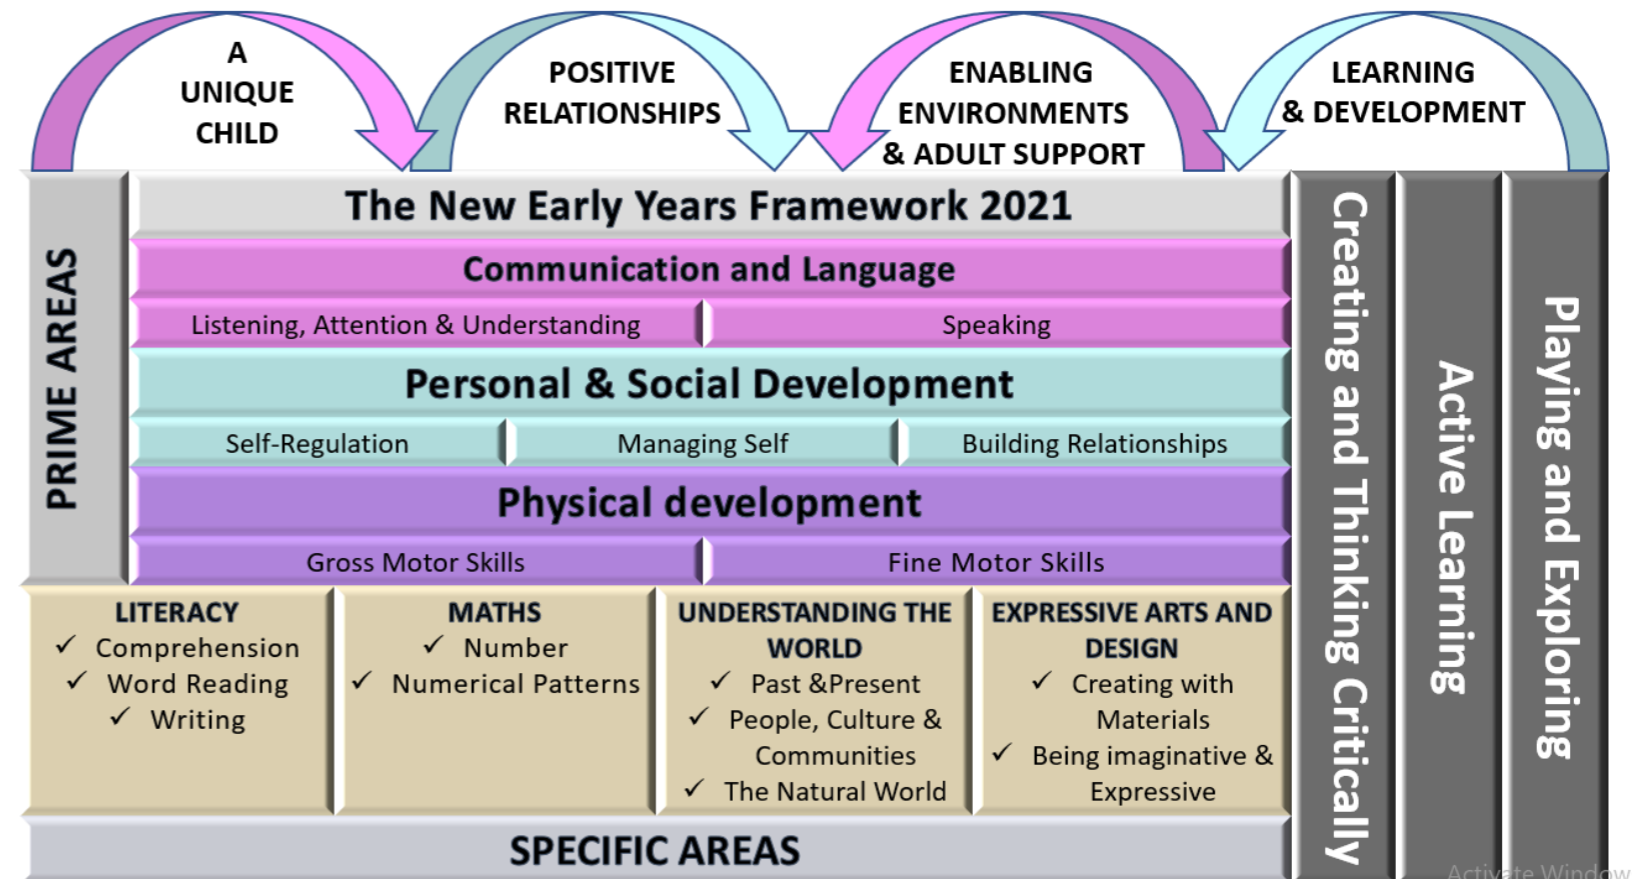 A
UNIQUE
CHILD
POSITIVE
RELATIONSHIPS
ENABLING
ENVIRONMENTS
& ADULT SUPPORT
LEARNING
& DEVELOPMENT
PRIME AREAS
The New Early Years Framework 2021
Communication and Language
Listening, Attention & Understanding
Speaking
Personal & Social Development
Self-Regulation
Managing Self
Building Relationships
Physical development
Gross Motor Skills
Fine Motor Skills
LITERACY
✓ Comprehension
✓ Word Reading
✓ Writing
MATHS
✓ Number
✓ Numerical Patterns
UNDERSTANDING THE
WORLD
✓ Past &Present
✓ People, Culture &
Communities
✓ The Natural World
EXPRESSIVE ARTS AND
DESIGN
✓ Creating with
Materials
✓ Being imaginative &
Expressive
SPECIFIC AREAS
Creating and Thinking Critically
Active Learning
Playing and Exploring
Activate Window